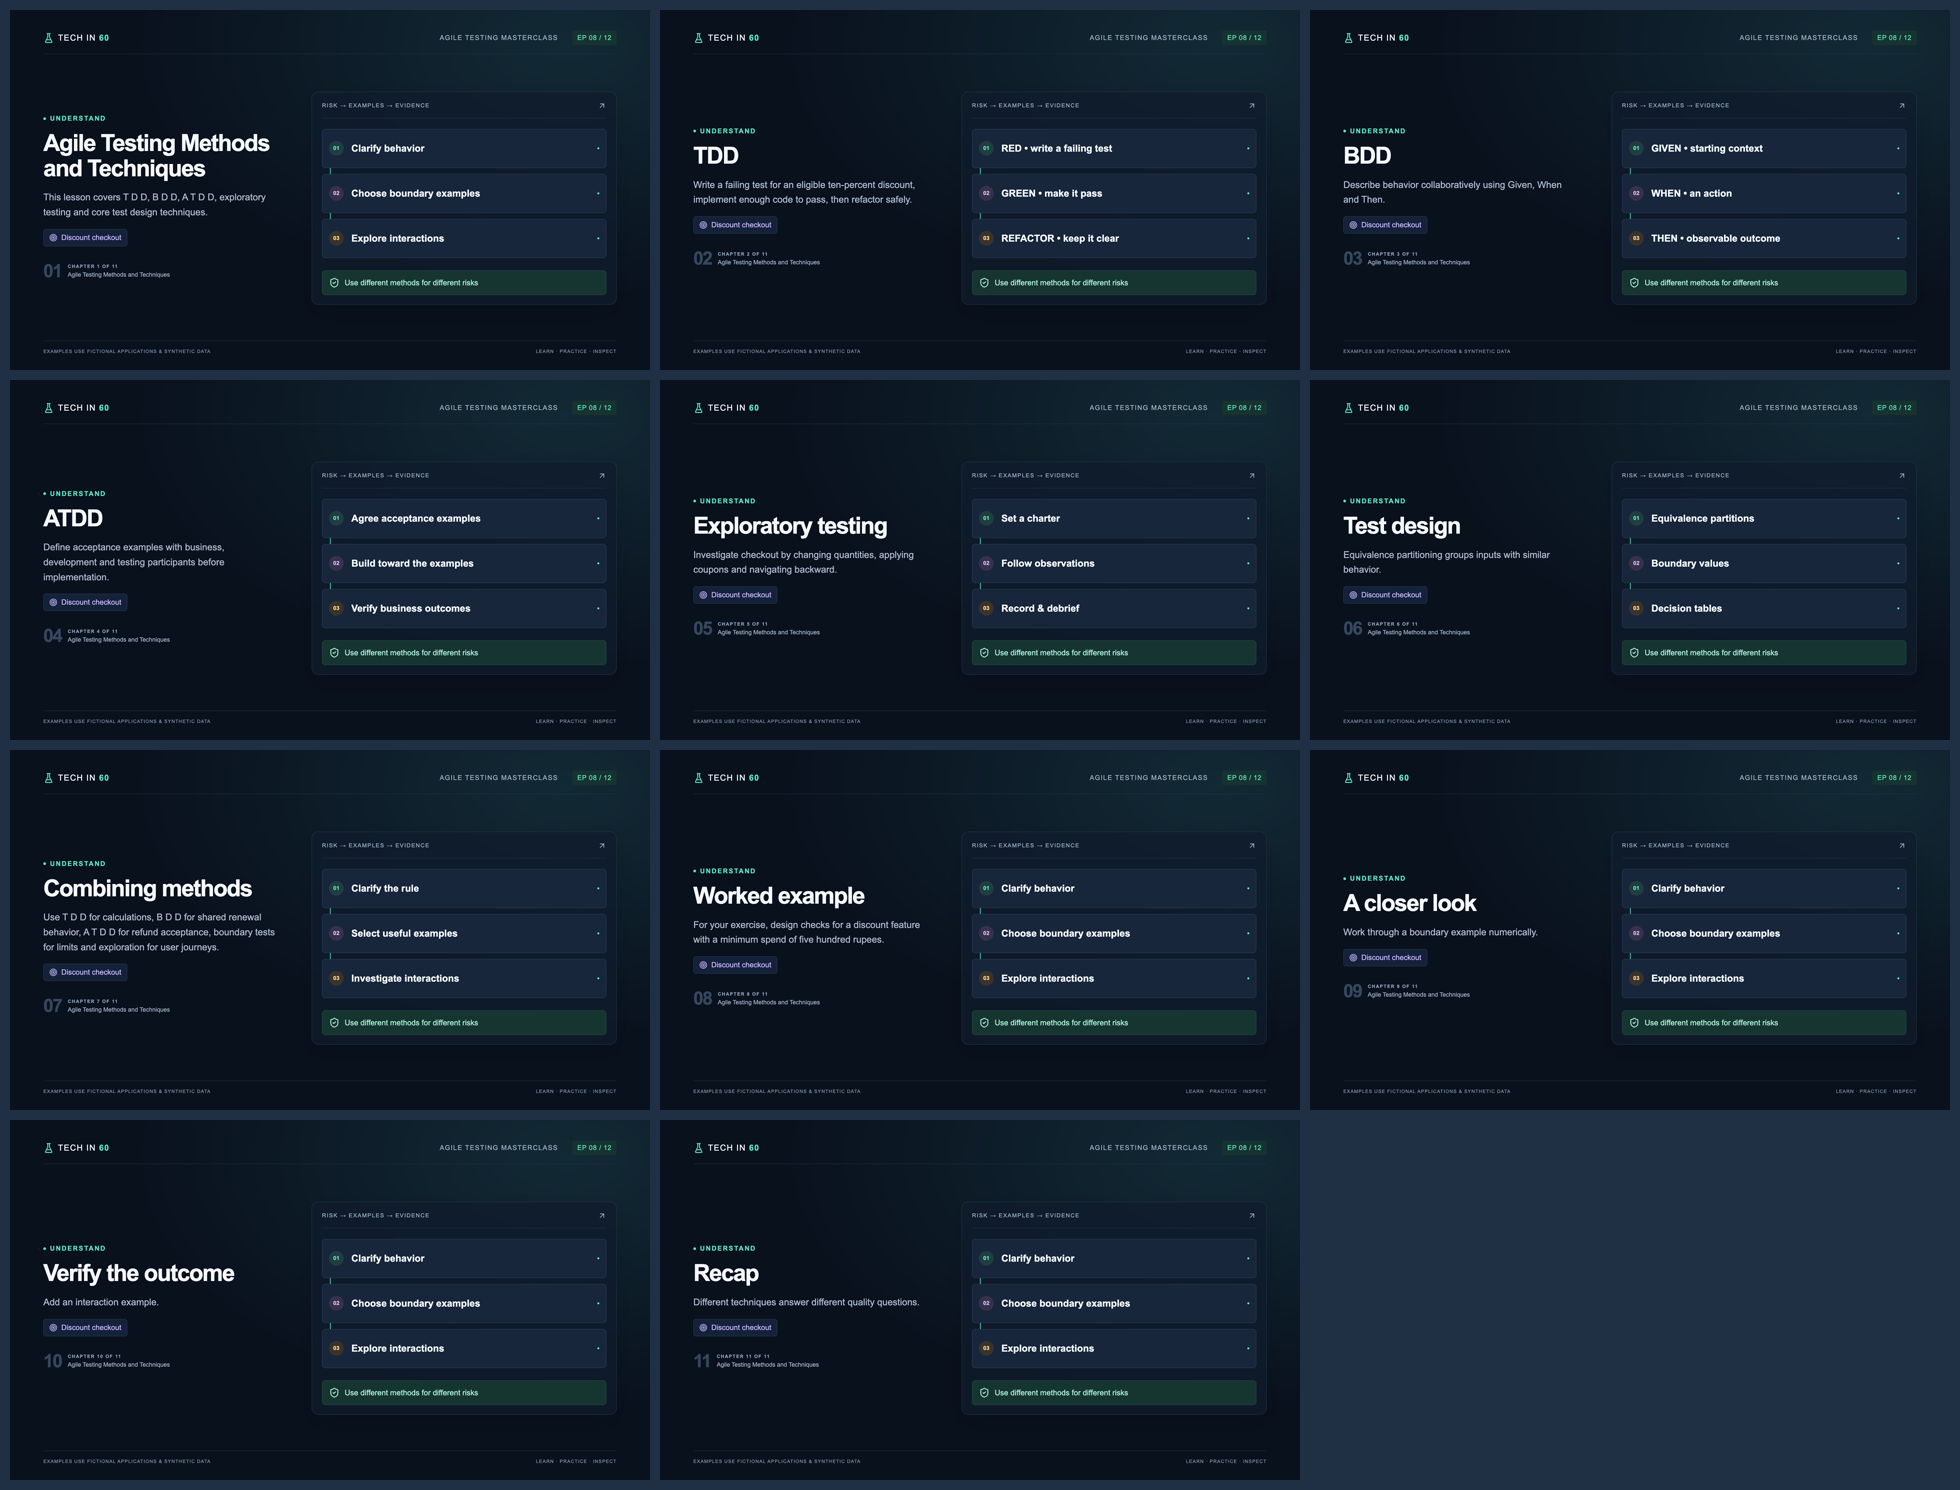 TECH IN 60
AGILE TESTING MASTERCLASS
EP 08 / 12
UNDERSTAND
Agile Testing Methods
and Techniques
This lesson covers T D D, B D D, A T D D, exploratory
testing and core test design techniques.
Discount checkout
01
CHAPTER 1 OF 11
Agile Testing Methods and Techniques
RISK → EXAMPLES → EVIDENCE
01 Clarify behavior
02 Choose boundary examples
03 Explore interactions
Use different methods for different risks
EXAMPLES USE FICTIONAL APPLICATIONS & SYNTHETIC DATA
LEARN · PRACTICE · INSPECT
TECH IN 60
AGILE TESTING MASTERCLASS
EP 08 / 12
UNDERSTAND
TDD
Write a failing test for an eligible ten-percent discount,
implement enough code to pass, then refactor safely.
Discount checkout
02
CHAPTER 2 OF 11
Agile Testing Methods and Techniques
RISK → EXAMPLES → EVIDENCE
01 RED • write a failing test
02 GREEN • make it pass
03 REFACTOR • keep it clear
Use different methods for different risks
EXAMPLES USE FICTIONAL APPLICATIONS & SYNTHETIC DATA
LEARN · PRACTICE · INSPECT
TECH IN 60
AGILE TESTING MASTERCLASS
EP 08 / 12
UNDERSTAND
BDD
Describe behavior collaboratively using Given, When
and Then.
Discount checkout
03
CHAPTER 3 OF 11
Agile Testing Methods and Techniques
RISK → EXAMPLES → EVIDENCE
01 GIVEN • starting context
02 WHEN • an action
03 THEN • observable outcome
Use different methods for different risks
EXAMPLES USE FICTIONAL APPLICATIONS & SYNTHETIC DATA
LEARN · PRACTICE · INSPECT
TECH IN 60
AGILE TESTING MASTERCLASS
EP 08 / 12
UNDERSTAND
ATDD
Define acceptance examples with business,
development and testing participants before
implementation.
Discount checkout
04
CHAPTER 4 OF 11
Agile Testing Methods and Techniques
RISK → EXAMPLES → EVIDENCE
01 Agree acceptance examples
02 Build toward the examples
03 Verify business outcomes
Use different methods for different risks
EXAMPLES USE FICTIONAL APPLICATIONS & SYNTHETIC DATA
LEARN · PRACTICE · INSPECT
TECH IN 60
AGILE TESTING MASTERCLASS
EP 08 / 12
UNDERSTAND
Exploratory testing
Investigate checkout by changing quantities, applying
coupons and navigating backward.
Discount checkout
05
CHAPTER 5 OF 11
Agile Testing Methods and Techniques
RISK → EXAMPLES → EVIDENCE
01 Set a charter
02 Follow observations
03 Record & debrief
Use different methods for different risks
EXAMPLES USE FICTIONAL APPLICATIONS & SYNTHETIC DATA
LEARN · PRACTICE · INSPECT
TECH IN 60
AGILE TESTING MASTERCLASS
EP 08 / 12
UNDERSTAND
Test design
Equivalence partitioning groups inputs with similar
behavior.
Discount checkout
06
CHAPTER 6 OF 11
Agile Testing Methods and Techniques
RISK → EXAMPLES → EVIDENCE
01 Equivalence partitions
02 Boundary values
03 Decision tables
Use different methods for different risks
EXAMPLES USE FICTIONAL APPLICATIONS & SYNTHETIC DATA
LEARN · PRACTICE · INSPECT
TECH IN 60
AGILE TESTING MASTERCLASS
EP 08 / 12
UNDERSTAND
Combining methods
Use T D D for calculations, B D D for shared renewal
behavior, A T D D for refund acceptance, boundary tests
for limits and exploration for user journeys.
Discount checkout
07
CHAPTER 7 OF 11
Agile Testing Methods and Techniques
RISK → EXAMPLES → EVIDENCE
01 Clarify the rule
02 Select useful examples
03 Investigate interactions
Use different methods for different risks
EXAMPLES USE FICTIONAL APPLICATIONS & SYNTHETIC DATA
LEARN · PRACTICE · INSPECT
TECH IN 60
AGILE TESTING MASTERCLASS
EP 08 / 12
UNDERSTAND
Worked example
For your exercise, design checks for a discount feature
with a minimum spend of five hundred rupees.
Discount checkout
08
CHAPTER 8 OF 11
Agile Testing Methods and Techniques
RISK → EXAMPLES → EVIDENCE
01 Clarify behavior
02 Choose boundary examples
03 Explore interactions
Use different methods for different risks
EXAMPLES USE FICTIONAL APPLICATIONS & SYNTHETIC DATA
LEARN · PRACTICE · INSPECT
TECH IN 60
AGILE TESTING MASTERCLASS
EP 08 / 12
UNDERSTAND
A closer look
Work through a boundary example numerically.
Discount checkout
09
CHAPTER 9 OF 11
Agile Testing Methods and Techniques
RISK → EXAMPLES → EVIDENCE
01 Clarify behavior
02 Choose boundary examples
03 Explore interactions
Use different methods for different risks
EXAMPLES USE FICTIONAL APPLICATIONS & SYNTHETIC DATA
LEARN · PRACTICE · INSPECT
TECH IN 60
AGILE TESTING MASTERCLASS
EP 08 / 12
UNDERSTAND
Verify the outcome
Add an interaction example.
Discount checkout
10
CHAPTER 10 OF 11
Agile Testing Methods and Techniques
RISK → EXAMPLES → EVIDENCE
01 Clarify behavior
02 Choose boundary examples
03 Explore interactions
Use different methods for different risks
EXAMPLES USE FICTIONAL APPLICATIONS & SYNTHETIC DATA
LEARN · PRACTICE · INSPECT
TECH IN 60
AGILE TESTING MASTERCLASS
EP 08 / 12
UNDERSTAND
Recap
Different techniques answer different quality questions.
Discount checkout
11
CHAPTER 11 OF 11
Agile Testing Methods and Techniques
RISK → EXAMPLES → EVIDENCE
01 Clarify behavior
02 Choose boundary examples
03 Explore interactions
Use different methods for different risks
EXAMPLES USE FICTIONAL APPLICATIONS & SYNTHETIC DATA
LEARN · PRACTICE · INSPECT